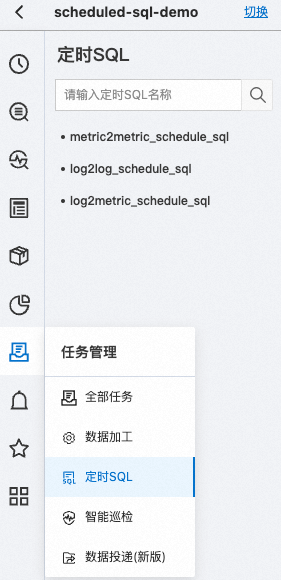 scheduled-sql-demo 切换
定时SQL
请输入定时SQL名称
metric2metric_schedule_sql
log2log_schedule_sql
log2metric_schedule_sql
任务管理
全部任务
数据加工
SQL 定时SQL
智能巡检
数据投递(新版)